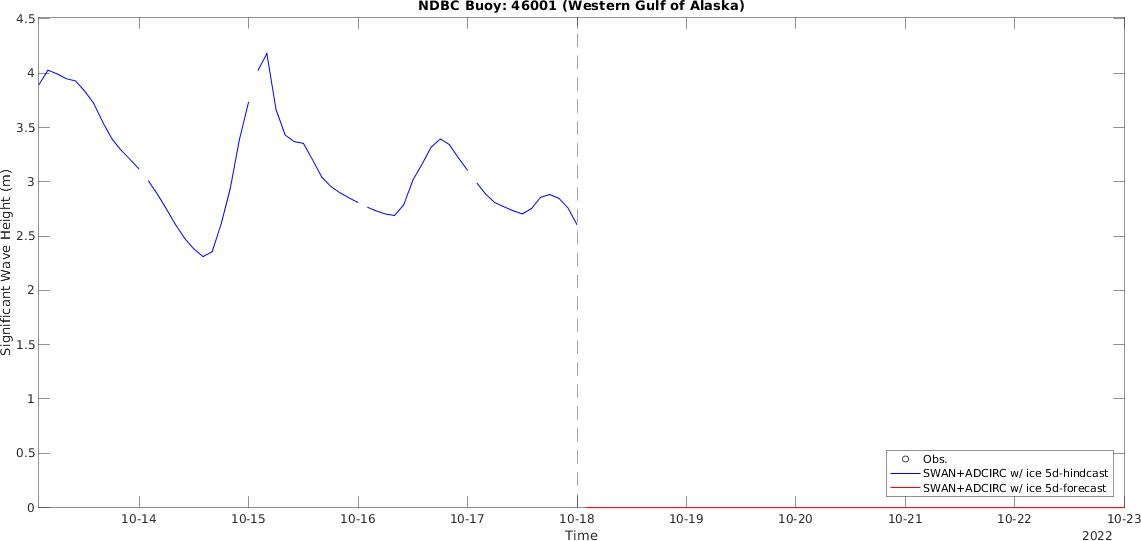 NDBC Buoy: 46001 (Western Gulf of Alaska)
4.5
4
3.5
3
2.5
2
1.5
1
0.5
0
Significant Wave Height (m)
10-14 10-15 10-16 10-17 10-18 10-19 10-20 10-21 10-22 10-23
Time
2022
Obs.
SWAN+ADCIRC w/ ice 5d-hindcast
SWAN+ADCIRC w/ ice 5d-forecast